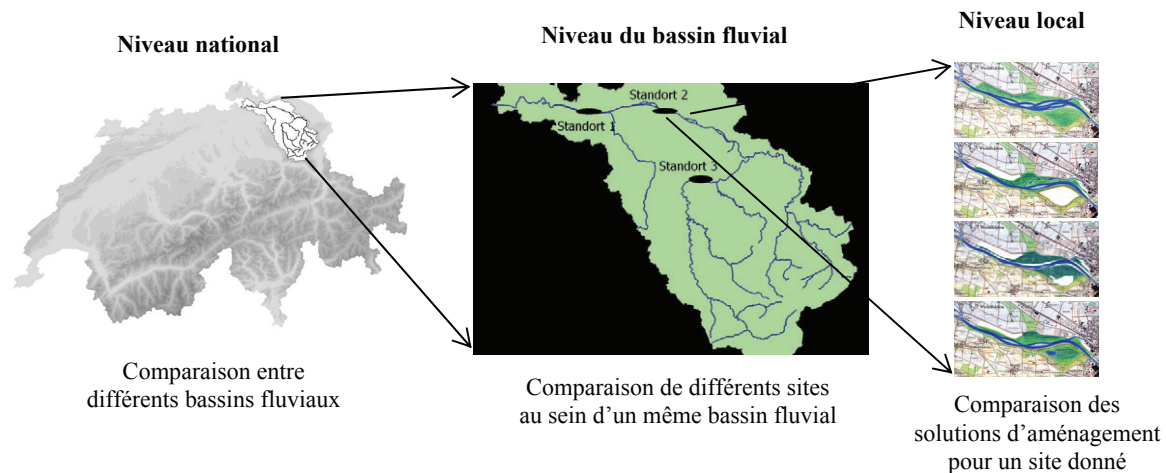 Niveau national
Niveau du bassin fluvial
Niveau local
Standort 2
Standort 1
Standort 3
Comparaison entre
différents bassins fluviaux
Comparaison de différents sites
au sein d’un même bassin fluvial
Comparaison des
solutions d’aménagement
pour un site donné